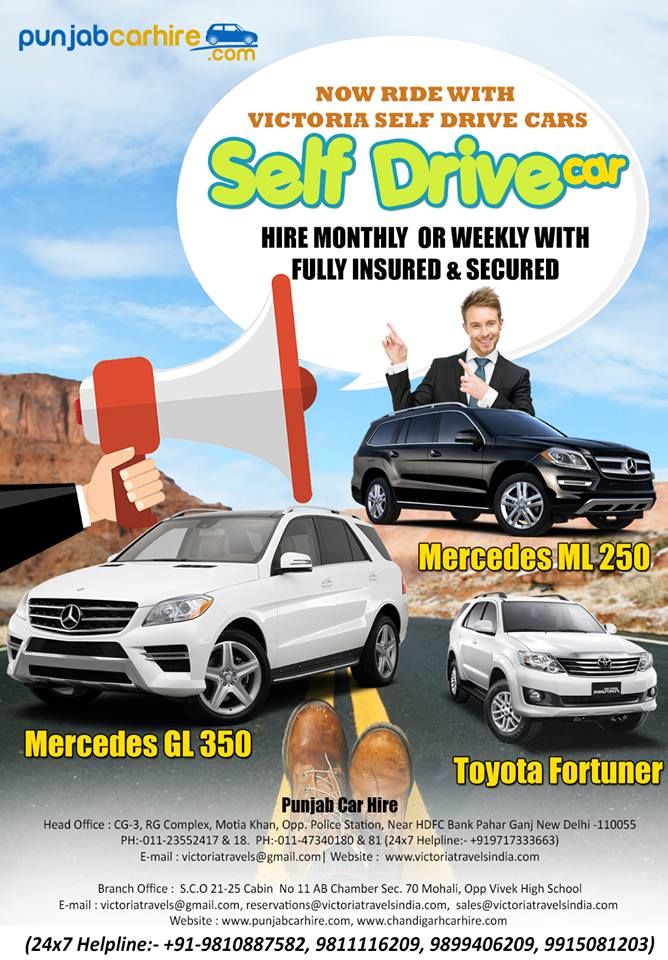 punjabcarhire
.com
NOW RIDE WITH
VICTORIA SELF DRIVE CARS
Self Drive car
HIRE MONTHLY OR WEEKLY WITH
FULLY INSURED & SECURED
Mercedes ML 250
Mercedes GL 350
Toyota Fortuner
Punjab Car Hire
Head Office : CG-3, RG Complex, Motia Khan, Opp. Police Station, Near HDFC Bank Pahar Ganj New Delhi -110055
PH:-011-23552417 & 18. PH:-011-47340180 & 81 (24x7 Helpline:- +919717333663)
E-mail : victoriatravels@gmail.com| Website : www.victoriatravelsindia.com
Branch Office : S.C.O 21-25 Cabin No 11 AB Chamber Sec. 70 Mohali, Opp Vivek High School
E-mail : victoriatravels@gmail.com, reservations@victoriatravelsindia.com, sales@victoriatravelsindia.com
Website : www.punjabcarhire.com, www.chandigarhcarhire.com
(24x7 Helpline:- +91-9810887582, 9811116209, 9899406209, 9915081203)